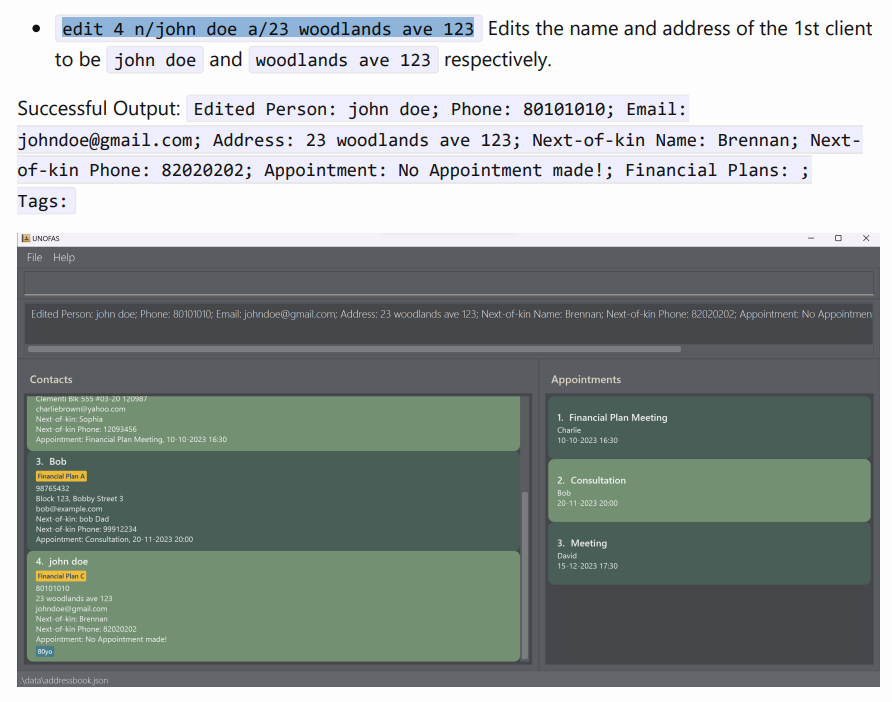 edit 4 n/john doe a/23 woodlands ave 123 Edits the name and address of the 1st client
to be john doe and woodlands ave 123 respectively.
Successful Output: Edited Person: john doe; Phone: 80101010; Email:
johndoe@gmail.com; Address: 23 woodlands ave 123; Next-of-kin Name: Brennan; Next-
of-kin Phone: 82020202; Appointment: No Appointment made!; Financial Plans: ;
Tags:
UNOFAS
File Help
Edited Person: john doe; Phone: 80101010; Email: johndoe@gmail.com; Address: 23 woodlands ave 123; Next-of-kin Name: Brennan; Next-of-kin Phone: 82020202; Appointment: No Appointmen
Contacts
Clementi Blk 555 #03-20 120987
charliebrown@yahoo.com
Next-of-kin: Sophia
Next-of-kin Phone: 12093456
Appointment: Financial Plan Meeting, 10-10-2023 16:30
3. Bob
Financial Plan A
98765432
Block 123, Bobby Street 3
bob@example.com
Next-of-kin: bob Dad
Next-of-kin Phone: 99912234
Appointment: Consultation, 20-11-2023 20:00
4. john doe
Financial Plan C
80101010
23 woodlands ave 123
johndoe@gmail.com
Next-of-kin: Brennan
Next-of-kin Phone: 82020202
Appointment: No Appointment made!
80yo
Appointments
1. Financial Plan Meeting
Charlie
10-10-2023 16:30
2. Consultation
Bob
20-11-2023 20:00
3. Meeting
David
15-12-2023 17:30
.\data\addressbook.json